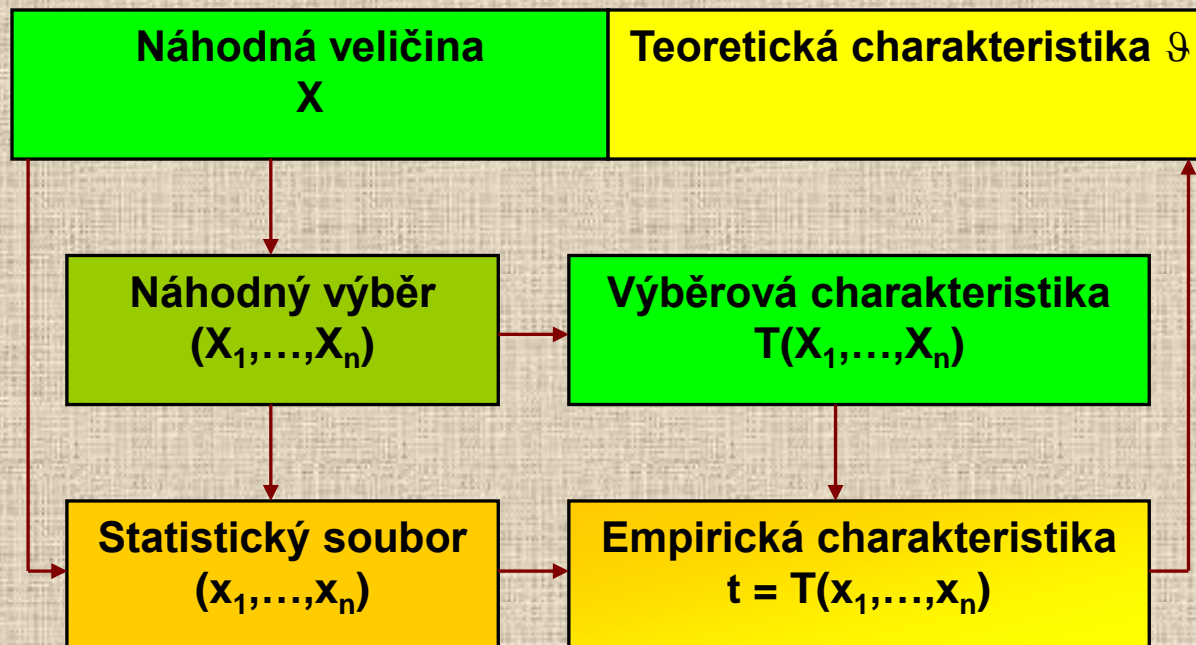 Náhodná veličina
X
Teoretická charakteristika ϑ
Náhodný výběr
(X₁,…,Xₙ)
Výběrová charakteristika
T(X₁,…,Xₙ)
Statistický soubor
(x₁,…,xₙ)
Empirická charakteristika
t = T(x₁,…,xₙ)